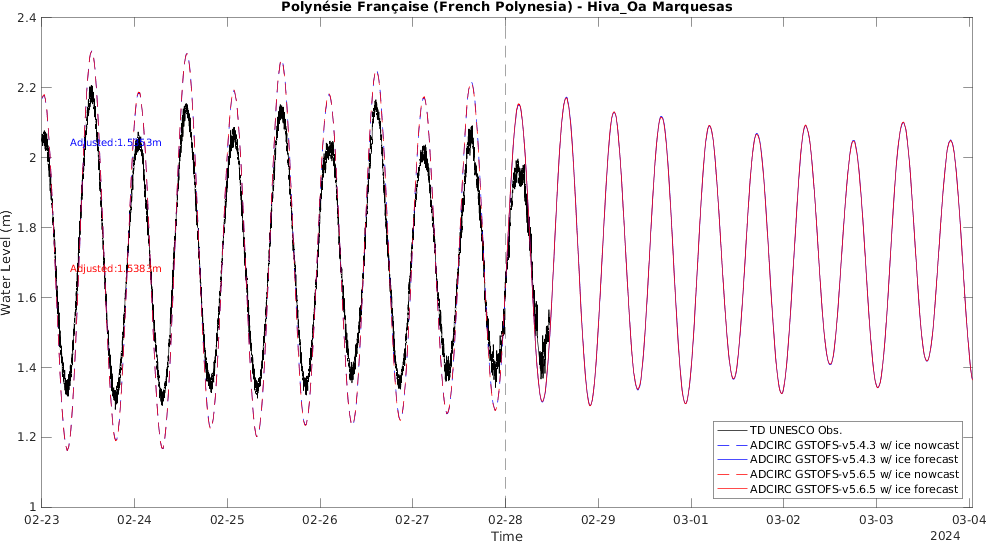 Polynésie Française (French Polynesia) - Hiva_Oa Marquesas
2.4
2.2
2
1.8
1.6
1.4
1.2
1
Water Level (m)
Adjusted:1.5383m
02-23
02-24
02-25
02-26
02-27
02-28
02-29
03-01
03-02
03-03
03-04
Time
2024
TD UNESCO Obs.
ADCIRC GSTOFS-v5.4.3 w/ ice nowcast
ADCIRC GSTOFS-v5.4.3 w/ ice forecast
ADCIRC GSTOFS-v5.6.5 w/ ice nowcast
ADCIRC GSTOFS-v5.6.5 w/ ice forecast